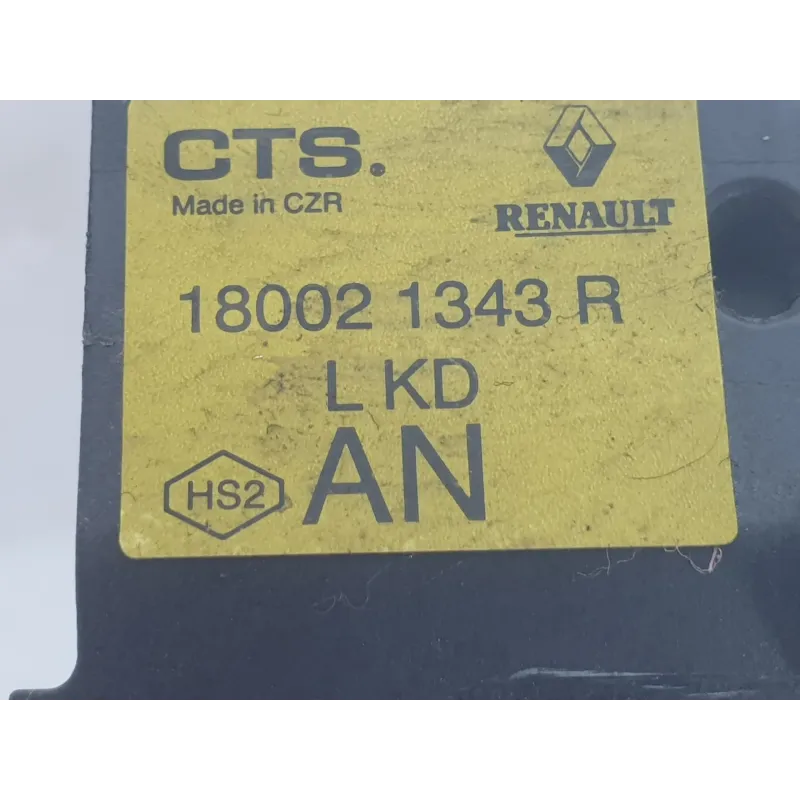 CTS.
Made in CZR
RENAULT
18002 1343 R
L KD
HS2
AN